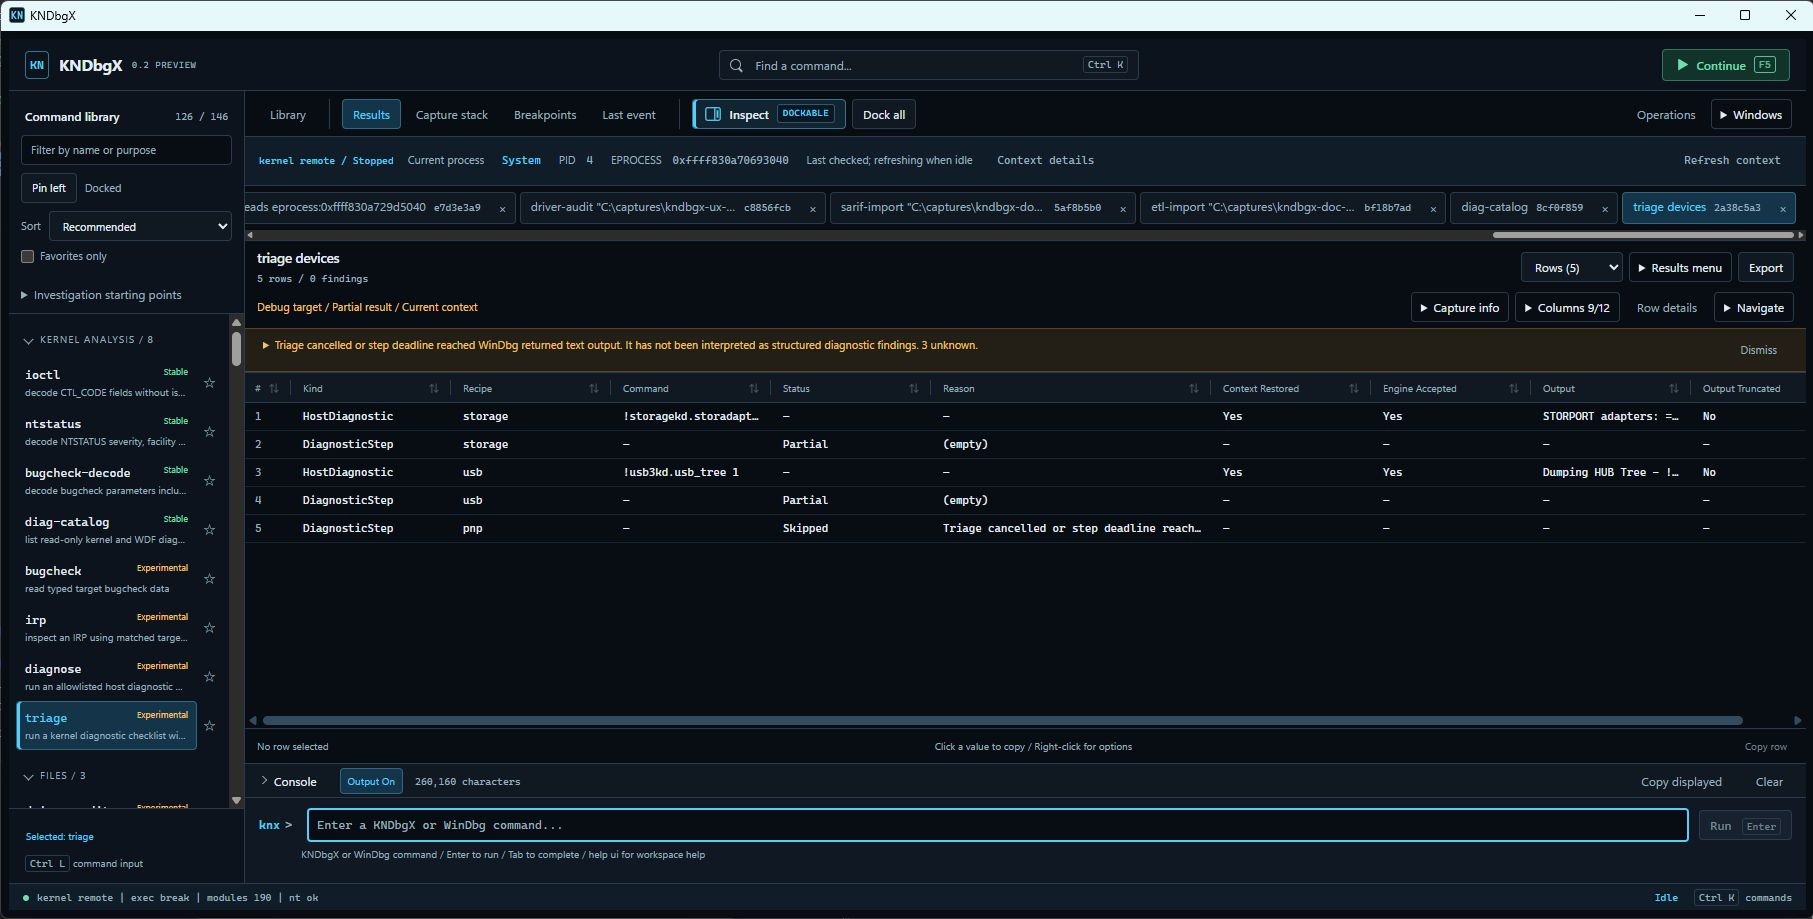 KN KNDbgX
KN KNDbgX 0.2 PREVIEW
Find a command... Ctrl K
Continue F5
Command library 126 / 146
Filter by name or purpose
Pin left Docked
Sort Recommended
Favorites only
Investigation starting points
KERNEL ANALYSIS / 8
ioctl Stable
decode CTL_CODE fields without is...
ntstatus Stable
decode NTSTATUS severity, facility ...
bugcheck-decode Stable
decode bugcheck parameters inclu...
diag-catalog Stable
list read-only kernel and WDF diag...
bugcheck Experimental
read typed target bugcheck data
irp Experimental
inspect an IRP using matched targe...
diagnose Experimental
run an allowlisted host diagnostic ...
triage Experimental
run a kernel diagnostic checklist wi...
FILES / 3
Experimental
Selected: triage
Ctrl L command input
Library Results Capture stack Breakpoints Last event Inspect DOCKABLE Dock all Operations Windows
kernel remote / Stopped Current process System PID 4 EPROCESS 0xffff830a70693040 Last checked; refreshing when idle Context details Refresh context
eads eprocess:0xffff830a729d5040 e7d3e3a9 × driver-audit "C:\captures\kndbgx-ux-... c8856fcb × sarif-import "C:\captures\kndbgx-do... 5af8b5b0 × etl-import "C:\captures\kndbgx-doc-... bf18b7ad × diag-catalog 8cf0f859 × triage devices 2a38c5a3 ×
triage devices
5 rows / 0 findings
Rows (5) Results menu Export
Debug target / Partial result / Current context
Capture info Columns 9/12 Row details Navigate
Triage cancelled or step deadline reached WinDbg returned text output. It has not been interpreted as structured diagnostic findings. 3 unknown.
Dismiss
# Kind Recipe Command Status Reason Context Restored Engine Accepted Output Output Truncated
1 HostDiagnostic storage !storagekd.storadapt... — — Yes Yes STORPORT adapters: =... No
2 DiagnosticStep storage — Partial (empty) — — — —
3 HostDiagnostic usb !usb3kd.usb_tree 1 — — Yes Yes Dumping HUB Tree - !... No
4 DiagnosticStep usb — Partial (empty) — — — —
5 DiagnosticStep pnp — Skipped Triage cancelled or step deadline reach... — — — —
No row selected Click a value to copy / Right-click for options Copy row
Console Output On 260,160 characters Copy displayed Clear
knx > Enter a KNDbgX or WinDbg command... Run Enter
KNDbgX or WinDbg command / Enter to run / Tab to complete / help ui for workspace help
kernel remote | exec break | modules 190 | nt ok Idle Ctrl K commands